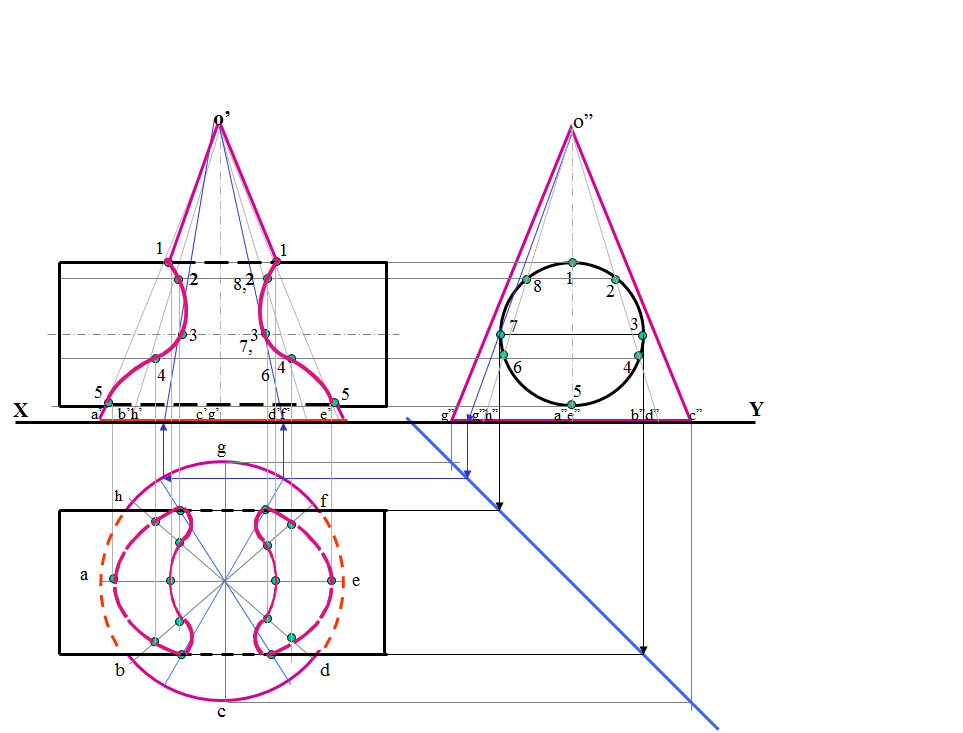 o’ o”
1 1
2 8,2 8 1 2
3 3 7 3
7,
4 6 4 6 4
5 5 5
X a” b’h’ c’g’ d’f’ e’ g” g”h” a”e” b”d” c” Y
g
h f
a e
b d
c